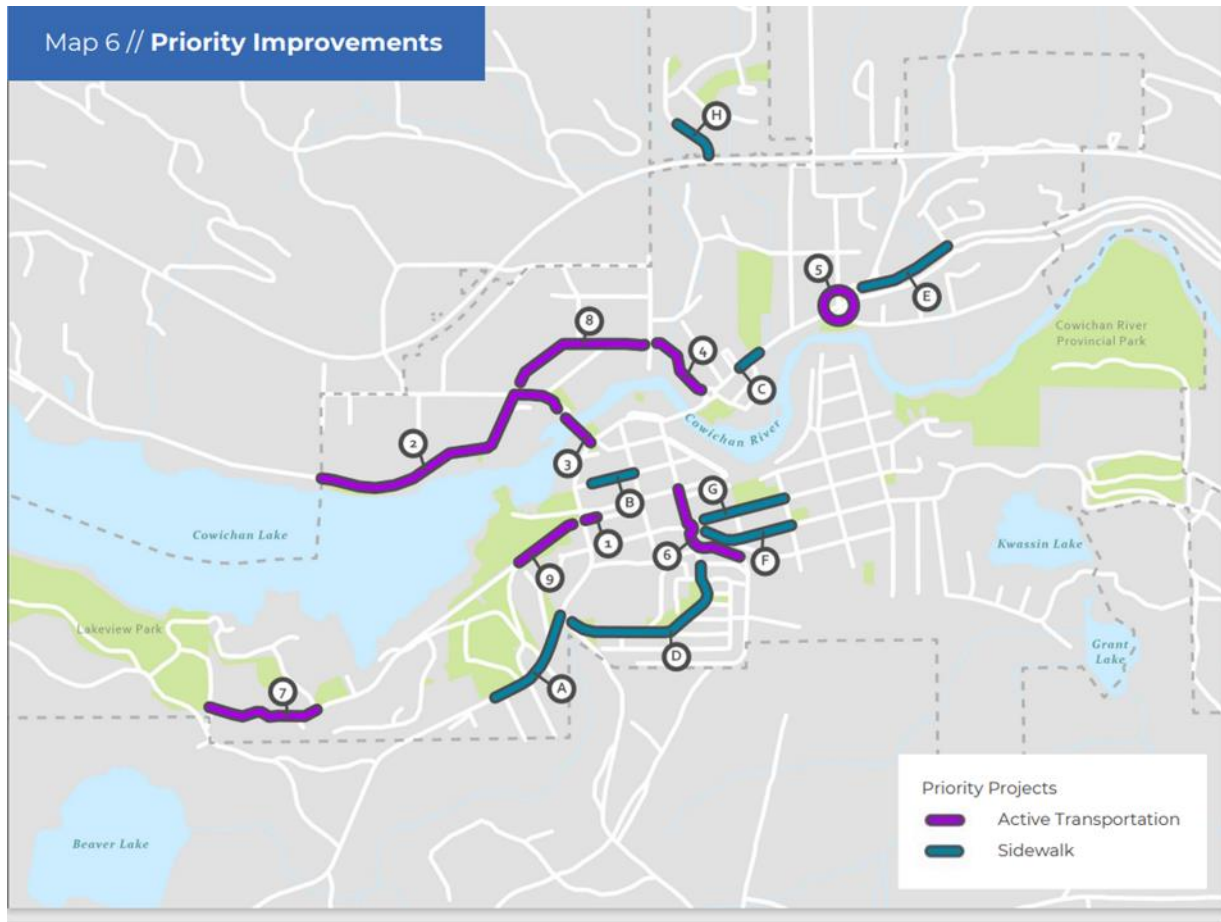 Map 6 // Priority Improvements
H
5
E
Cowichan River
Provincial Park
8
4
C
Cowichan River
2
3
B
G
Cowichan Lake
1
6
F
Kwassin Lake
9
Lakeview Park
D
Grant
Lake
A
7
Priority Projects
Active Transportation
Sidewalk
Beaver Lake